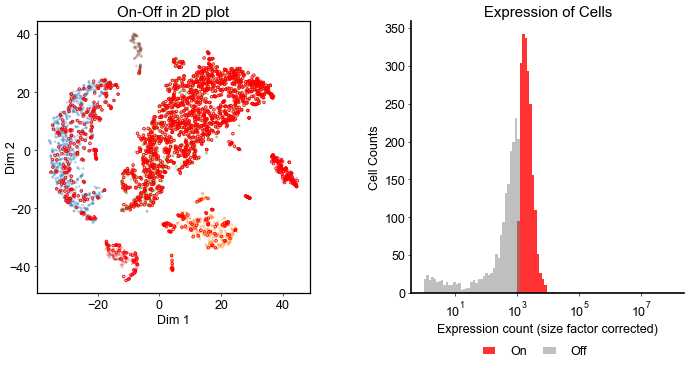 On-Off in 2D plot
40
20
0
−20
−40
Dim 2
−20
0
20
40
Dim 1
Expression of Cells
350
300
250
200
150
100
50
0
Cell Counts
10^1
10^3
10^5
10^7
Expression count (size factor corrected)
On
Off